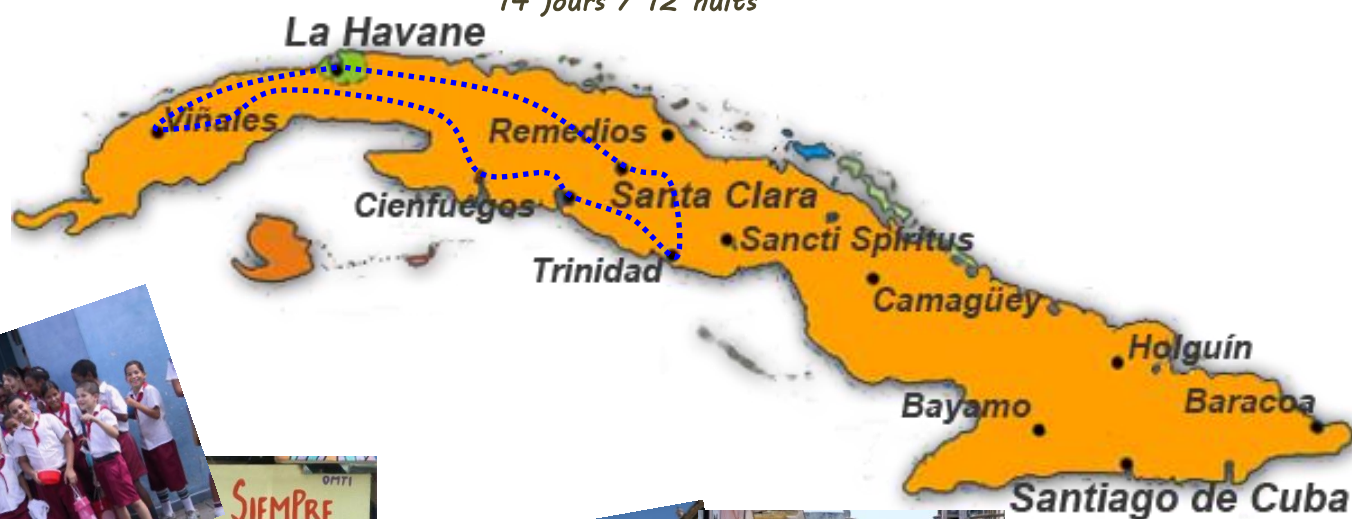 14 jours / 12 nuits
La Havane
Viñales
Remedios
Santa Clara
Cienfuegos
Sancti Spiritus
Trinidad
Camagüey
Holguín
Bayamo
Baracoa
Santiago de Cuba
OMTI
SIEMPRE